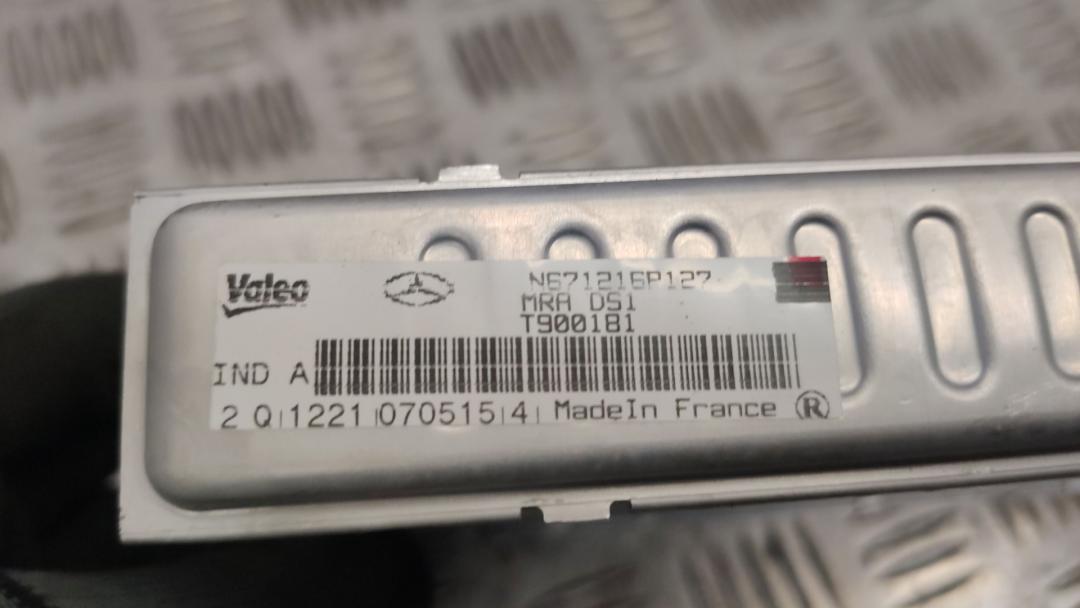 Valeo
N671216P127
MRA DS1
T900181
IND A
2 Q 1221 070515 4 MadeIn France ®